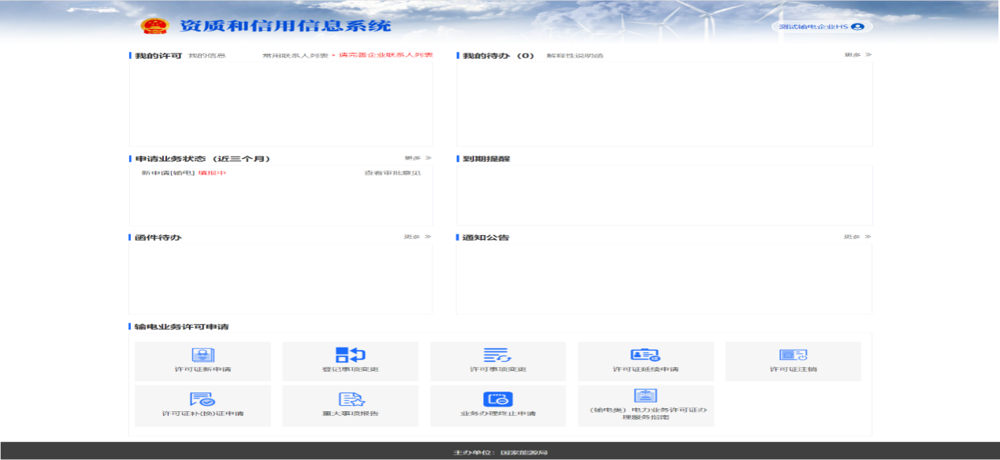 资质和信用信息系统
测试输电企业HS
我的许可 我的信息 常用联系人列表 * 请完善企业联系人列表
我的待办 (0) 解释性说明函 更多 >>
申请业务状态 (近三个月) 更多 >>
新申请[输电] 填报中 查看审批意见
到期提醒
函件待办 更多 >>
通知公告 更多 >>
输电业务许可申请
许可证新申请
登记事项变更
许可事项变更
许可证延续申请
许可证注销
许可证补(换)证申请
重大事项报告
业务办理终止申请
(输电类) 电力业务许可证办
理服务指南
主办单位: 国家能源局